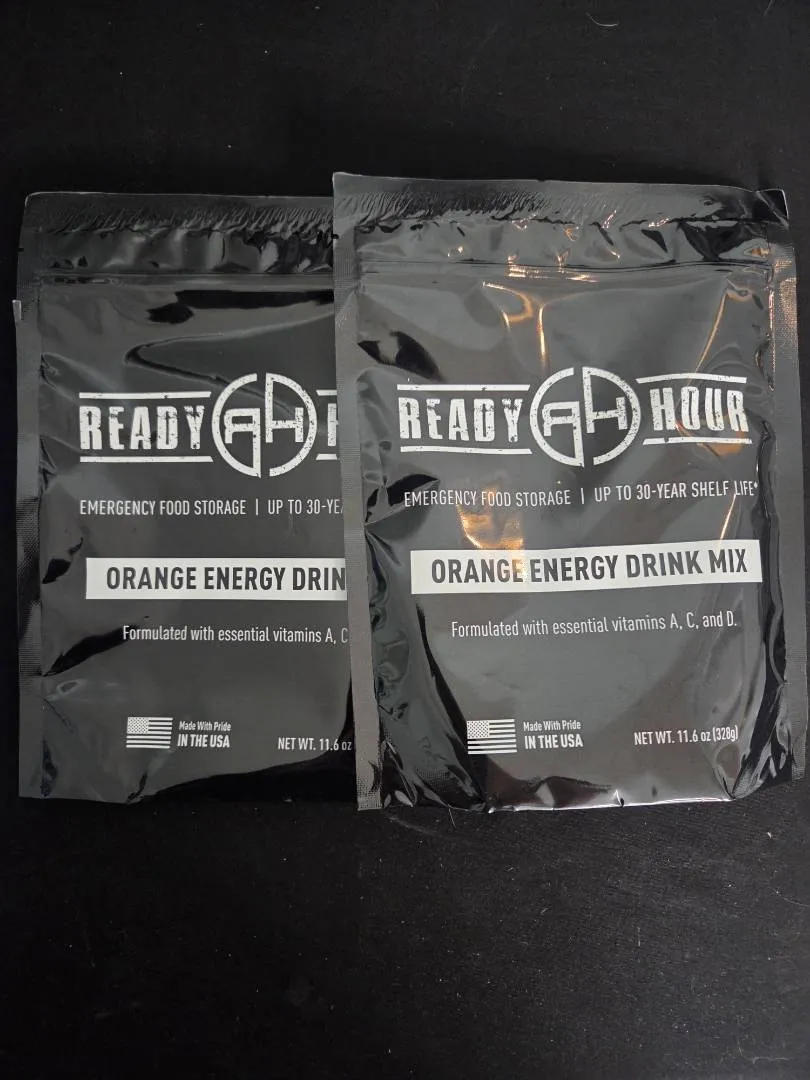 READY RH H
EMERGENCY FOOD STORAGE | UP TO 30-YEA
ORANGE ENERGY DRIN
Formulated with essential vitamins A, C
Made With Pride
IN THE USA
NET WT. 11.6 oz
READY RH HOUR
EMERGENCY FOOD STORAGE | UP TO 30-YEAR SHELF LIFE*
ORANGE ENERGY DRINK MIX
Formulated with essential vitamins A, C, and D.
Made With Pride
IN THE USA
NET WT. 11.6 oz (328g)